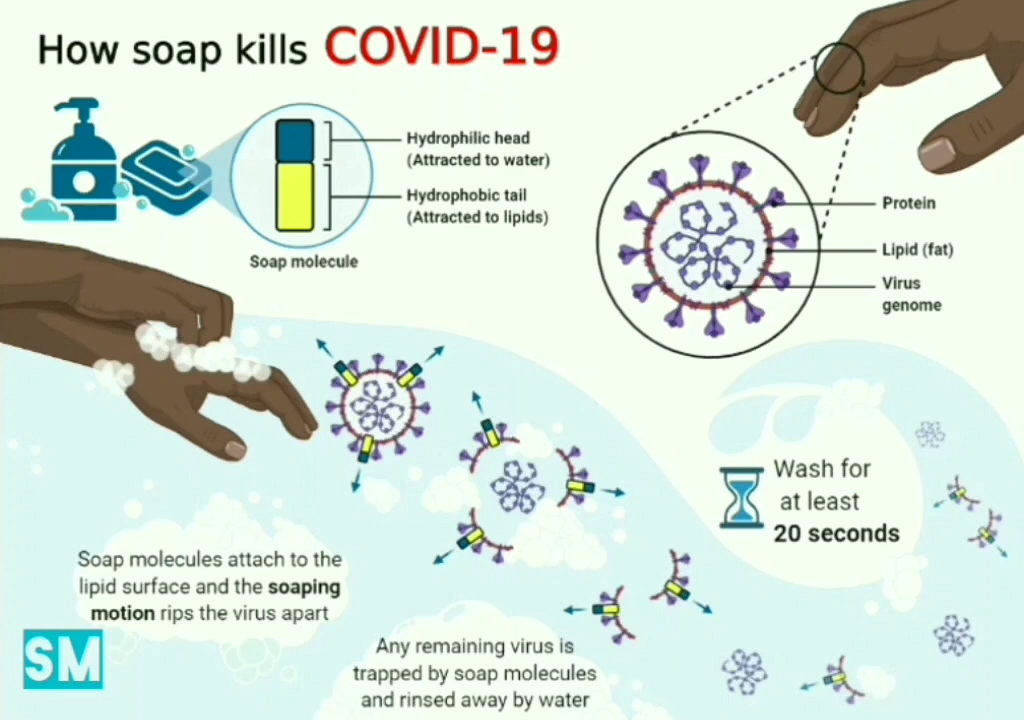 How soap kills COVID-19
Hydrophilic head
(Attracted to water)
Hydrophobic tail
(Attracted to lipids)
Soap molecule
Protein
Lipid (fat)
Virus
genome
Wash for
at least
20 seconds
Soap molecules attach to the
lipid surface and the soaping
motion rips the virus apart
SM
Any remaining virus is
trapped by soap molecules
and rinsed away by water